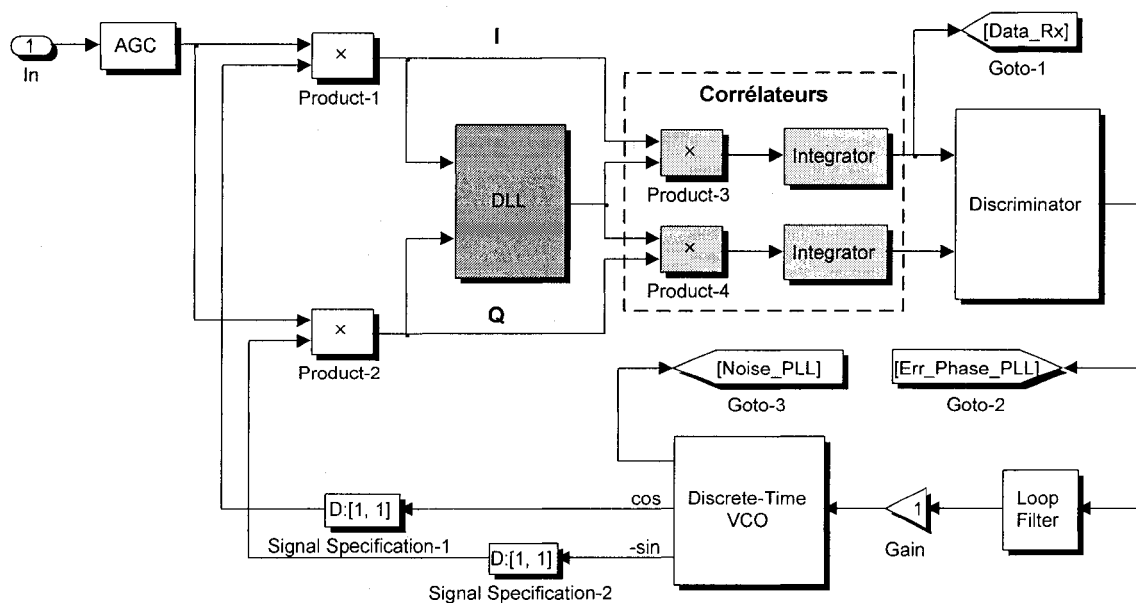 1
In
AGC
×
Product-1
I
DLL
Q
×
Product-2
Corrélateurs
×
Product-3
Integrator
×
Product-4
Integrator
[Data_Rx]
Goto-1
Discriminator
[Noise_PLL]
Goto-3
[Err_Phase_PLL]
Goto-2
D:[1, 1]
Signal Specification-1
cos
D:[1, 1]
Signal Specification-2
-sin
Discrete-Time
VCO
1
Gain
Loop
Filter